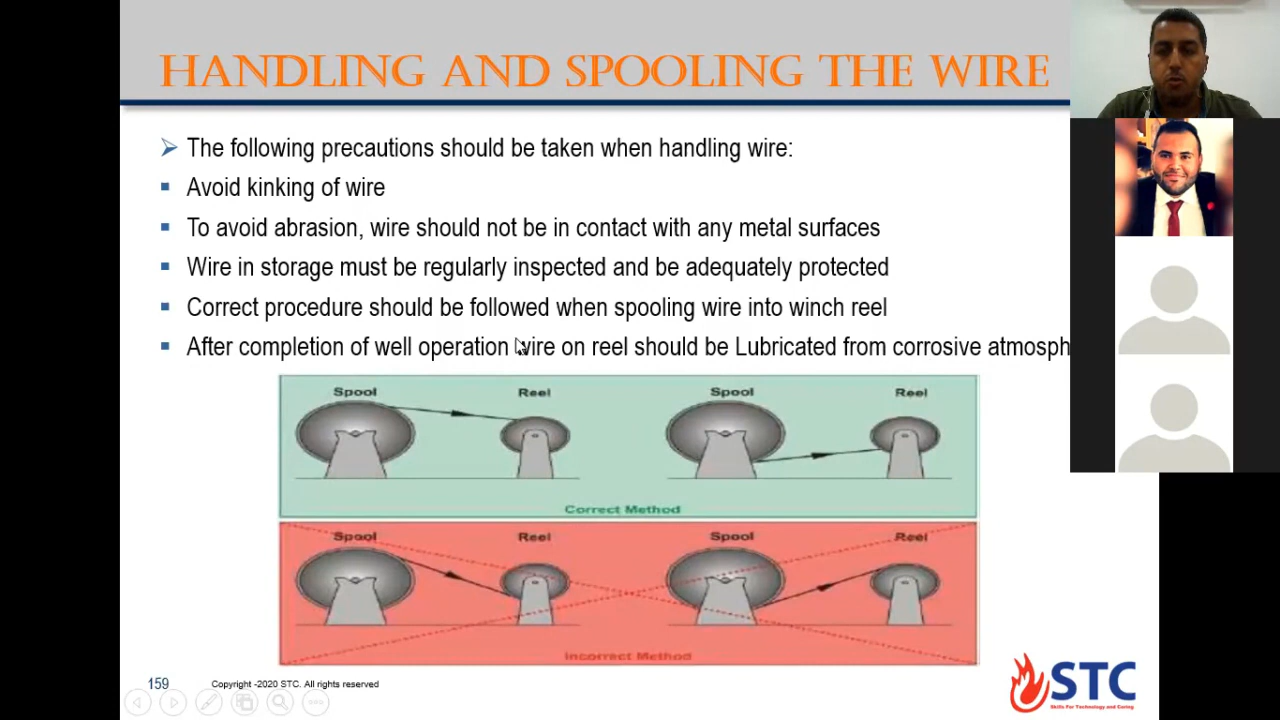 HANDLING AND SPOOLING THE WIRE
The following precautions should be taken when handling wire:
Avoid kinking of wire
To avoid abrasion, wire should not be in contact with any metal surfaces
Wire in storage must be regularly inspected and be adequately protected
Correct procedure should be followed when spooling wire into winch reel
After completion of well operation wire on reel should be Lubricated from corrosive atmosph
Spool Reel Spool Reel
Correct Method
Spool Reel Spool Reel
Incorrect Method
159 Copyright -2020 STC. All rights reserved
STC
Skills For Technology and Caring